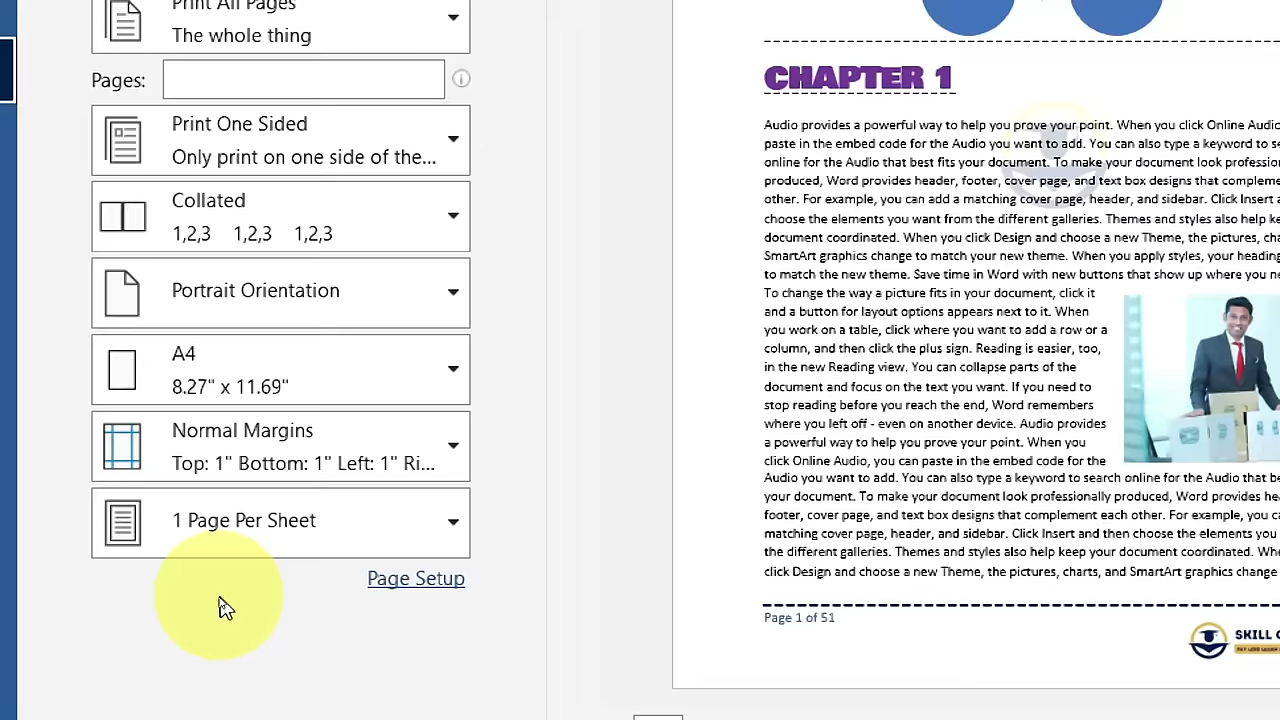 Print All Pages
The whole thing
Pages:
Print One Sided
Only print on one side of the...
Collated
1,2,3 1,2,3 1,2,3
Portrait Orientation
A4
8.27" x 11.69"
Normal Margins
Top: 1" Bottom: 1" Left: 1" Ri...
1 Page Per Sheet
Page Setup
CHAPTER 1
Audio provides a powerful way to help you prove your point. When you click Online Audio
paste in the embed code for the Audio you want to add. You can also type a keyword to
online for the Audio that best fits your document. To make your document look
produced, Word provides header, footer, cover page, and text box designs that
other. For example, you can add a matching cover page, header, and sidebar. Click Insert
choose the elements you want from the different galleries. Themes and styles also help
document coordinated. When you click Design and choose a new Theme, the pictures,
SmartArt graphics change to match your new theme. When you apply styles, your
to match the new theme. Save time in Word with new buttons that show up where you
To change the way a picture fits in your document, click it
and a button for layout options appears next to it. When
you work on a table, click where you want to add a row or a
column, and then click the plus sign. Reading is easier, too,
in the new Reading view. You can collapse parts of the
document and focus on the text you want. If you need to
stop reading before you reach the end, Word remembers
where you left off - even on another device. Audio provides
a powerful way to help you prove your point. When you
click Online Audio, you can paste in the embed code for the
Audio you want to add. You can also type a keyword to search online for the Audio that
your document. To make your document look professionally produced, Word provides
footer, cover page, and text box designs that complement each other. For example, you
matching cover page, header, and sidebar. Click Insert and then choose the elements you
the different galleries. Themes and styles also help keep your document coordinated.
click Design and choose a new Theme, the pictures, charts, and SmartArt graphics change
Page 1 of 51
SKILL